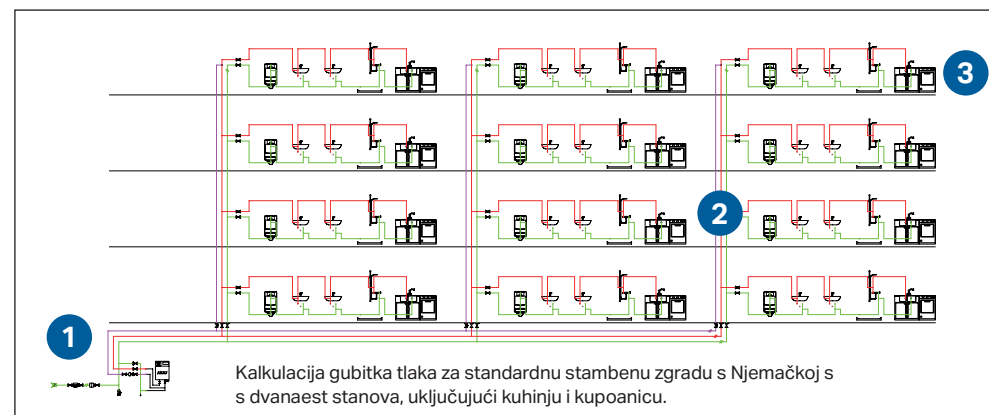 3
2
1
Kalkulacija gubitka tlaka za standardnu stambenu zgradu s Njemačkoj s
s dvanaest stanova, uključujući kuhinju i kupoanicu.